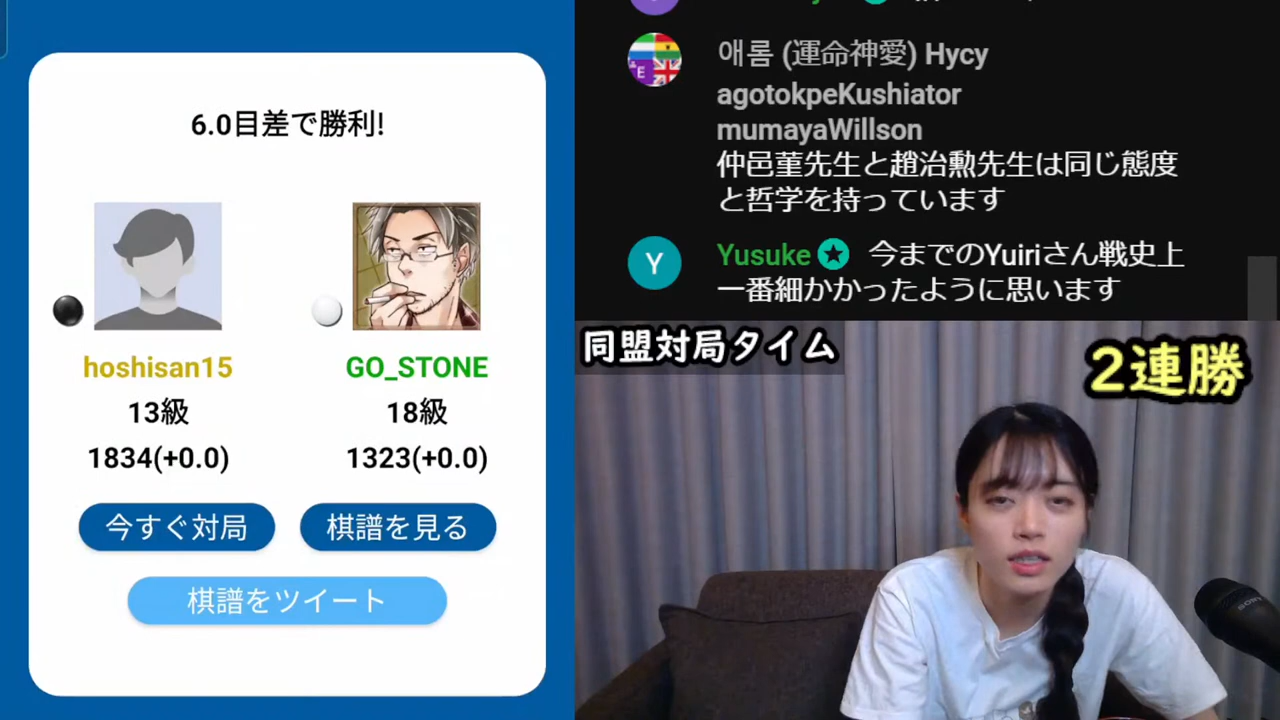 6.0目差で勝利!
hoshisan15
13級
1834(+0.0)
GO_STONE
18級
1323(+0.0)
今すぐ対局
棋譜を見る
棋譜をツイート
애롬 (運命神愛) Hycy
agotokpeKushiator
mumayaWillson
仲邑菫先生と趙治勲先生は同じ態度
と哲学を持っています
Y
Yusuke 今までのYuiriさん戦史上
一番細かかったように思います
同盟対局タイム
2連勝
SONY